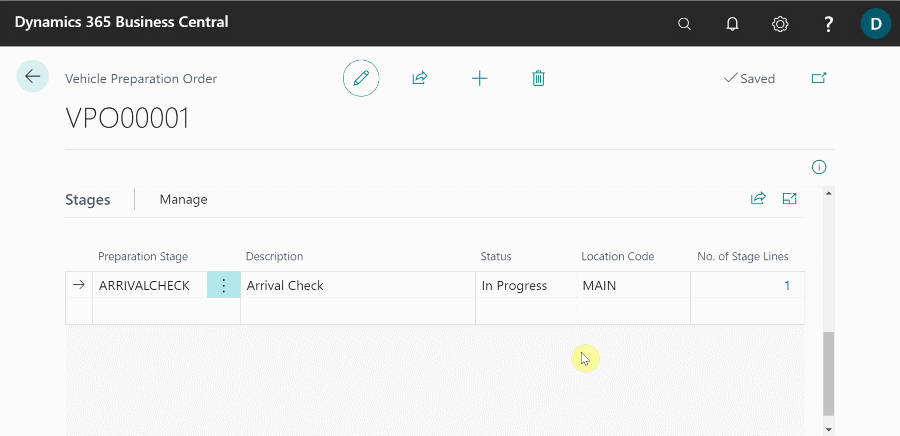 Dynamics 365 Business Central
? D
Vehicle Preparation Order
Saved
VPO00001
Stages Manage
Preparation Stage Description Status Location Code No. of Stage Lines
ARRIVALCHECK Arrival Check In Progress MAIN 1